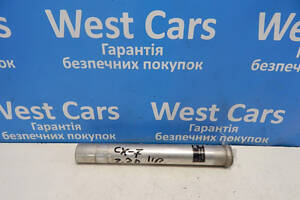 West Cars
West Cars
Гарантія
безпечних покупок
Гарантія
безпечних покупок
CX-7